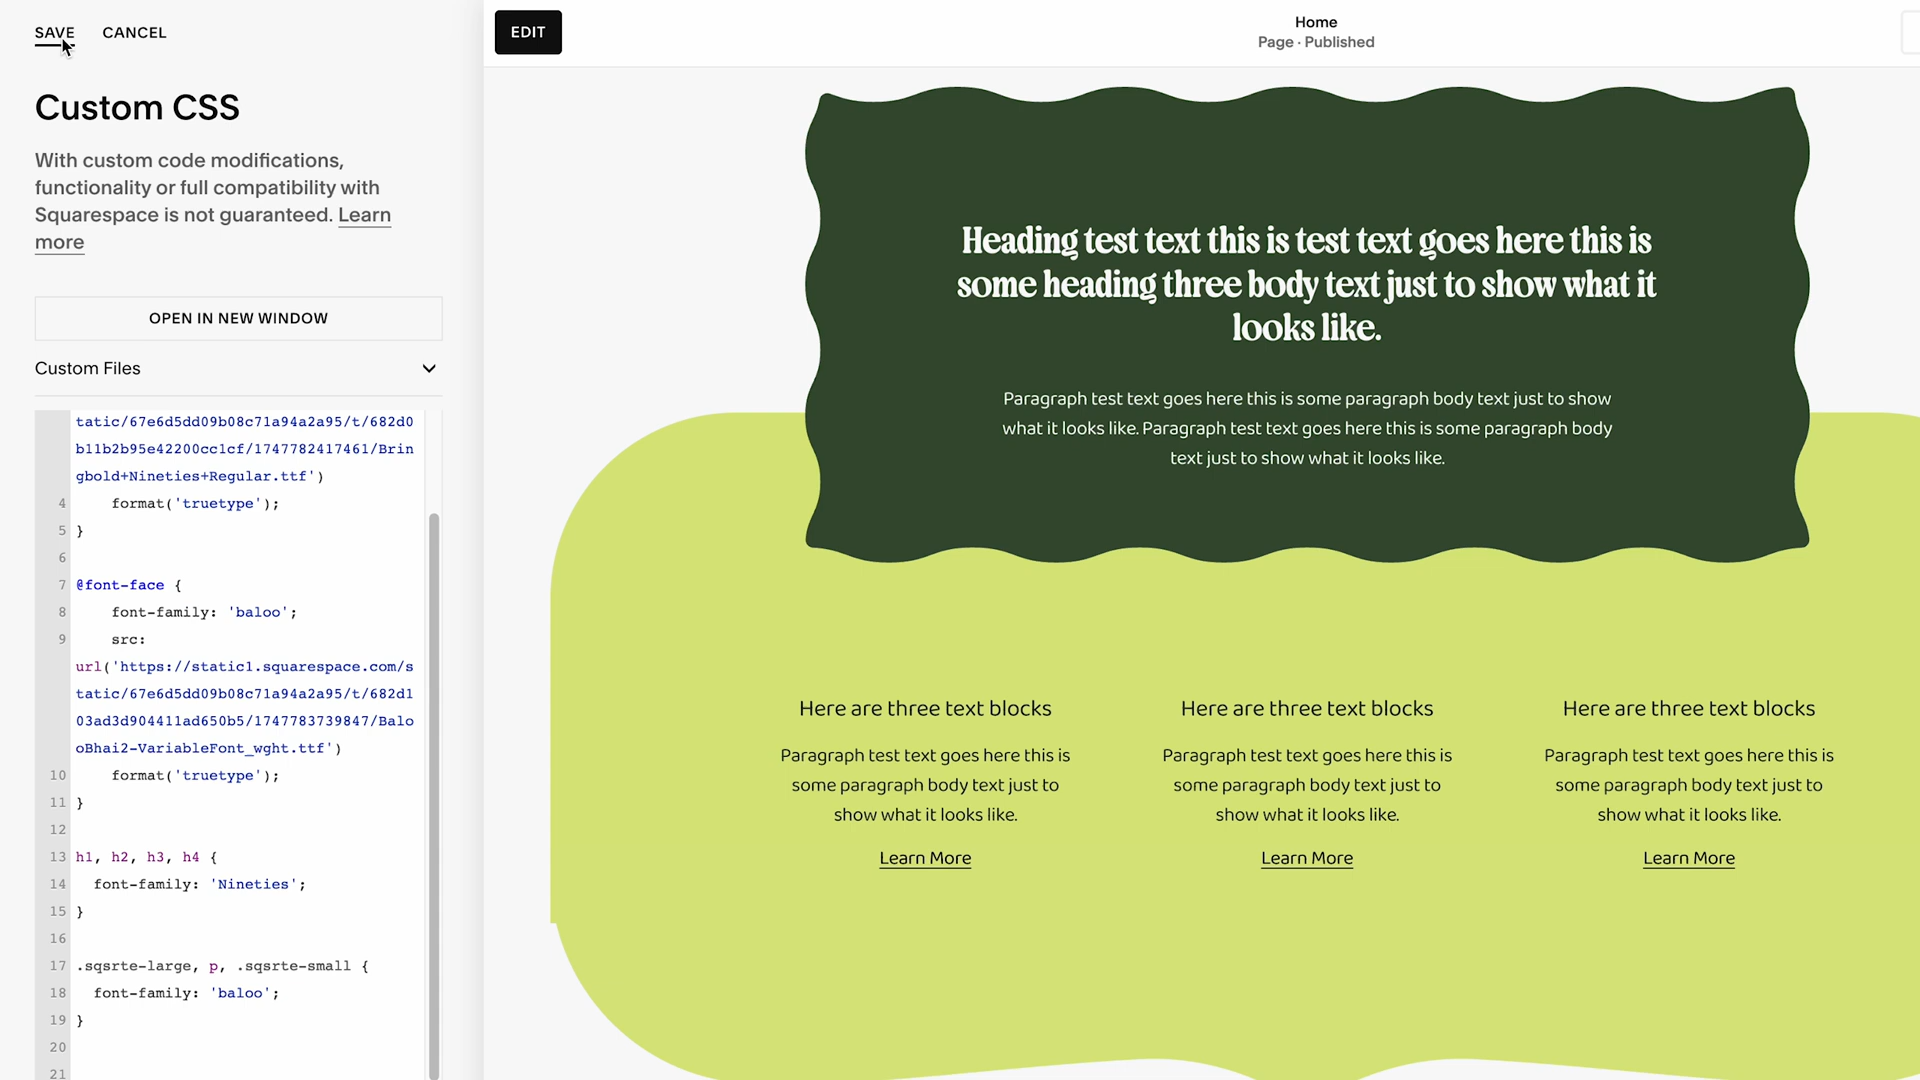 SAVE CANCEL
Custom CSS
With custom code modifications,
functionality or full compatibility with
Squarespace is not guaranteed. Learn
more
OPEN IN NEW WINDOW
Custom Files
tatic/67e6d5dd09b08c71a94a2a95/t/682d0
b11b2b95e42200cc1cf/1747782417461/Brin
gbold+Nineties+Regular.ttf')
4 format('truetype');
5 }
6
7 @font-face {
8 font-family: 'baloo';
9 src:
url('https://static1.squarespace.com/s
tatic/67e6d5dd09b08c71a94a2a95/t/682d1
03ad3d904411ad650b5/1747783739847/Balo
oBhai2-VariableFont_wght.ttf')
10 format('truetype');
11 }
12
13 h1, h2, h3, h4 {
14 font-family: 'Nineties';
15 }
16
17 .sqsrte-large, p, .sqsrte-small {
18 font-family: 'baloo';
19 }
20
21
EDIT
Home
Page · Published
Heading test text this is test text goes here this is
some heading three body text just to show what it
looks like.
Paragraph test text goes here this is some paragraph body text just to show
what it looks like. Paragraph test text goes here this is some paragraph body
text just to show what it looks like.
Here are three text blocks
Paragraph test text goes here this is
some paragraph body text just to
show what it looks like.
Learn More
Here are three text blocks
Paragraph test text goes here this is
some paragraph body text just to
show what it looks like.
Learn More
Here are three text blocks
Paragraph test text goes here this is
some paragraph body text just to
show what it looks like.
Learn More